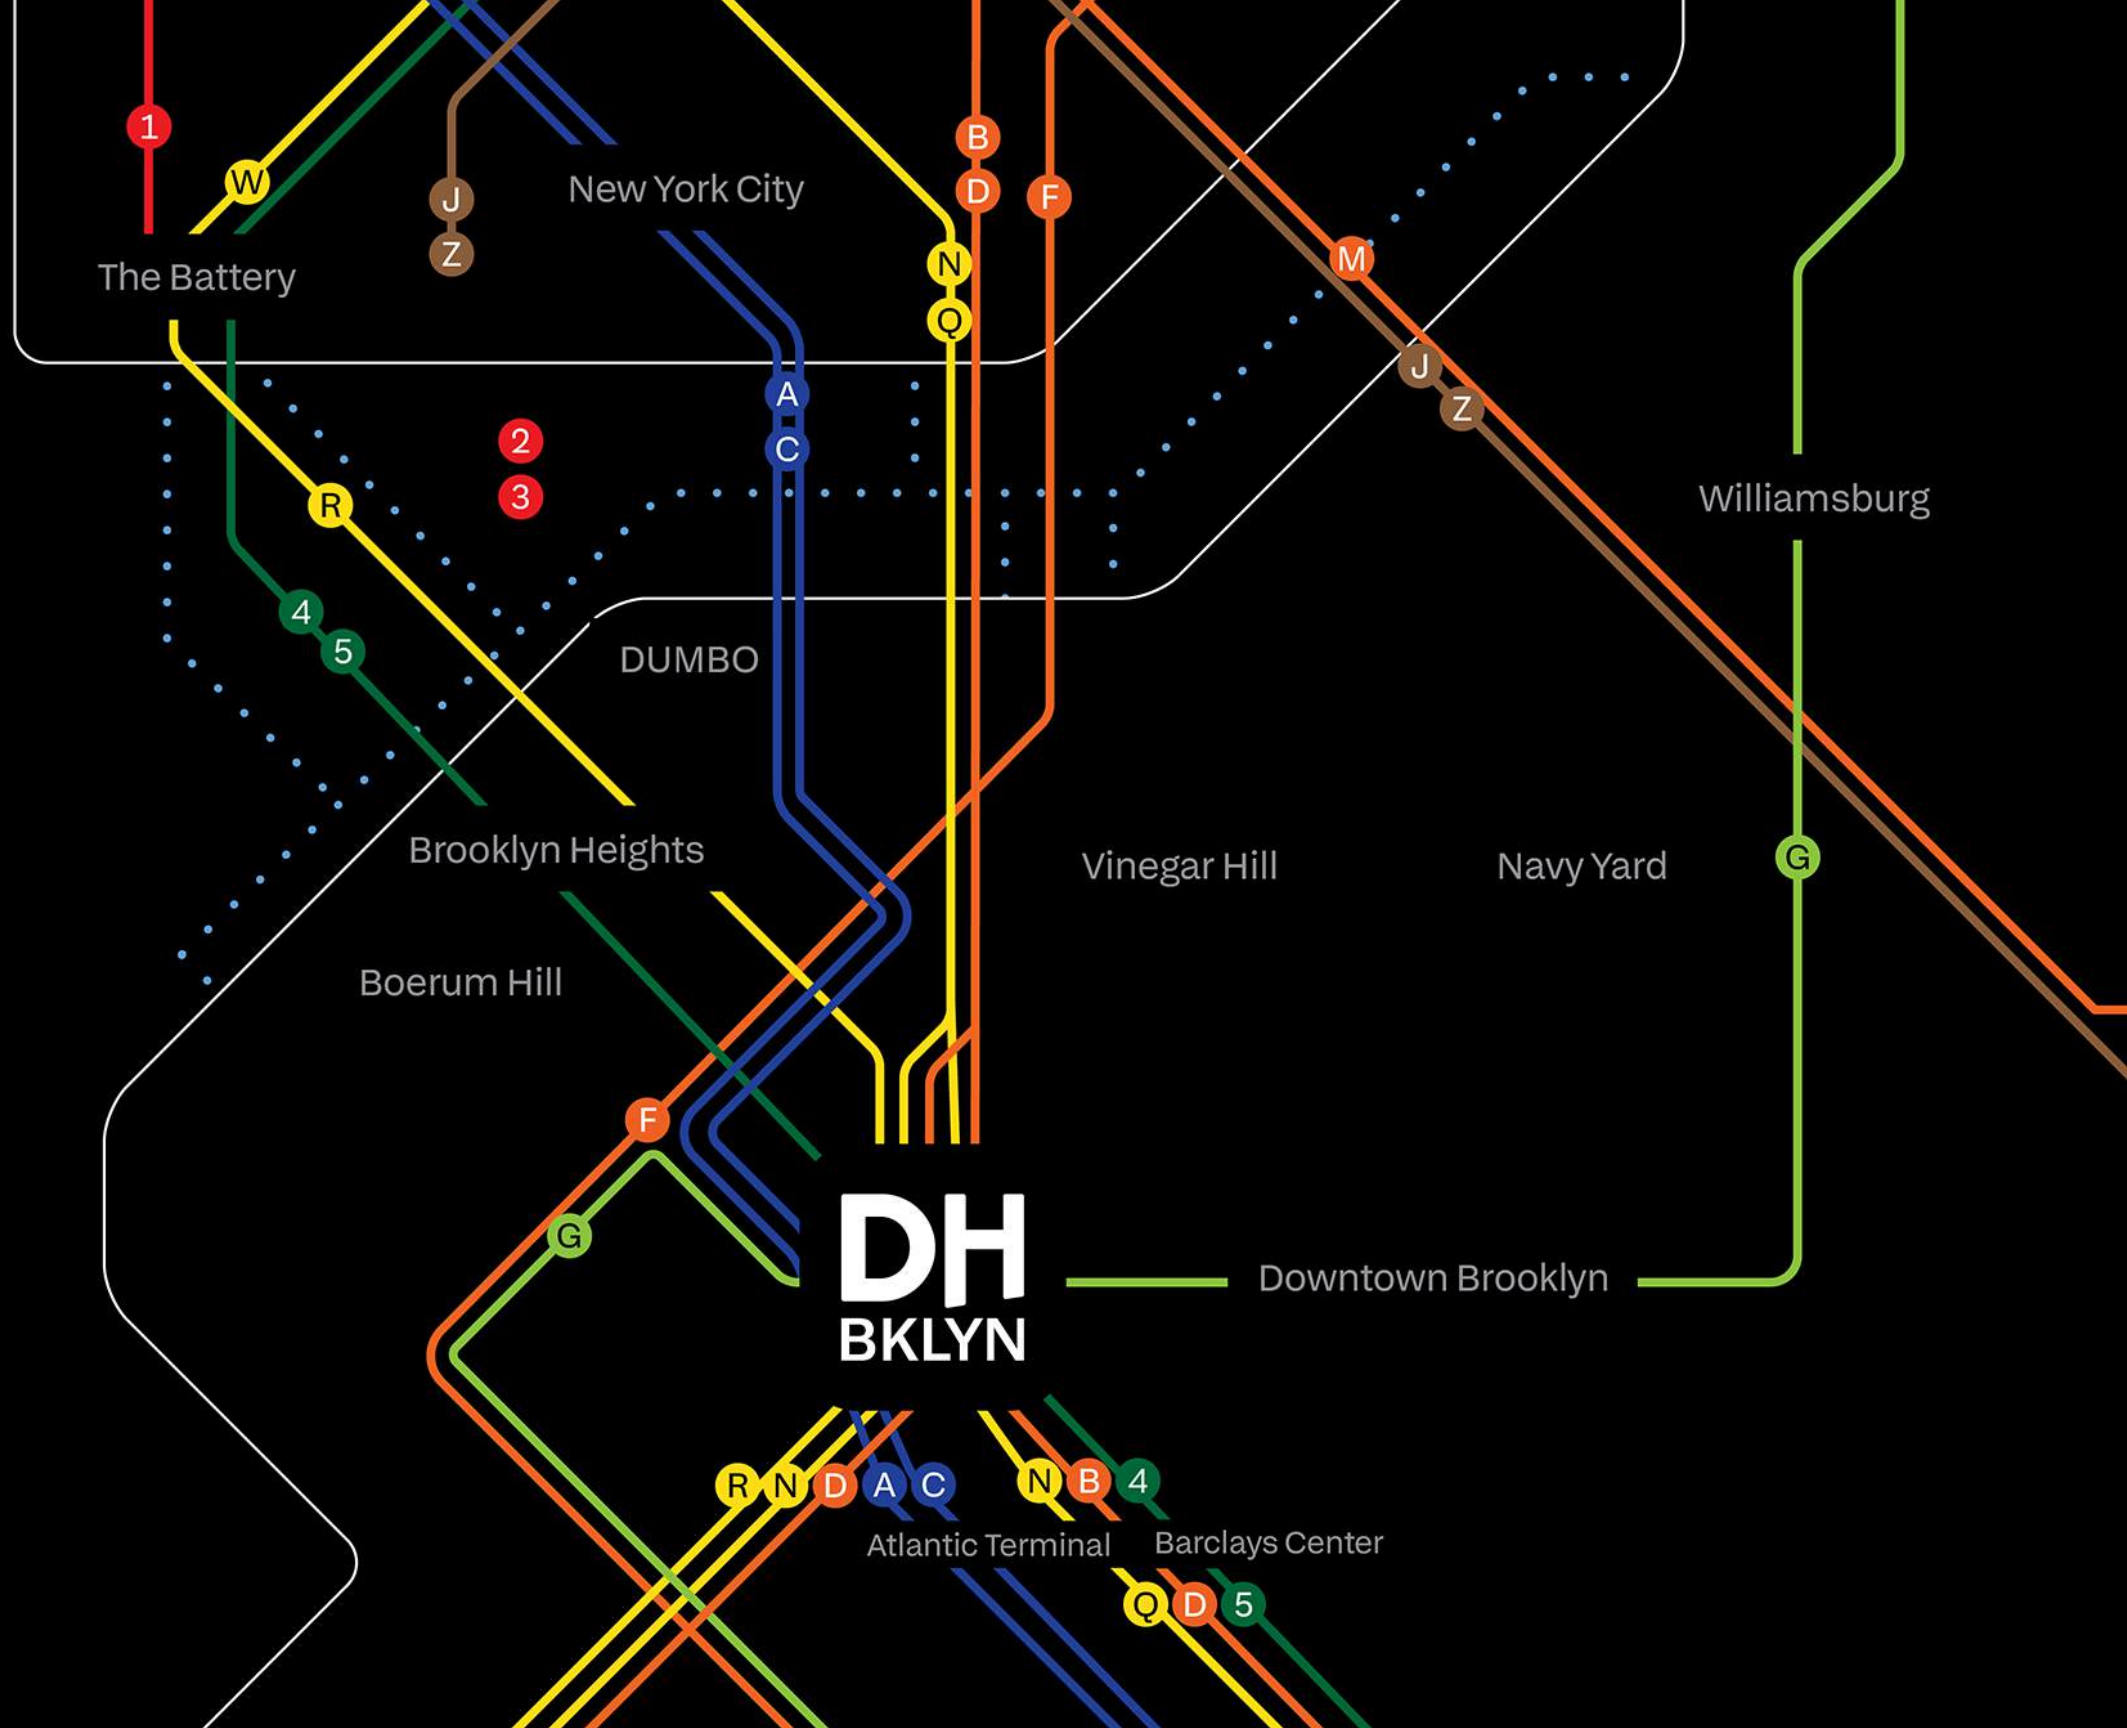 1
B
W
D
F
J
New York City
Z
N
M
The Battery
Q
J
A
Z
2
C
3
R
Williamsburg
4
5
DUMBO
Brooklyn Heights
G
Vinegar Hill
Navy Yard
Boerum Hill
F
G
DH
BKLYN
Downtown Brooklyn
R N D A C
N B 4
Atlantic Terminal
Barclays Center
Q D 5